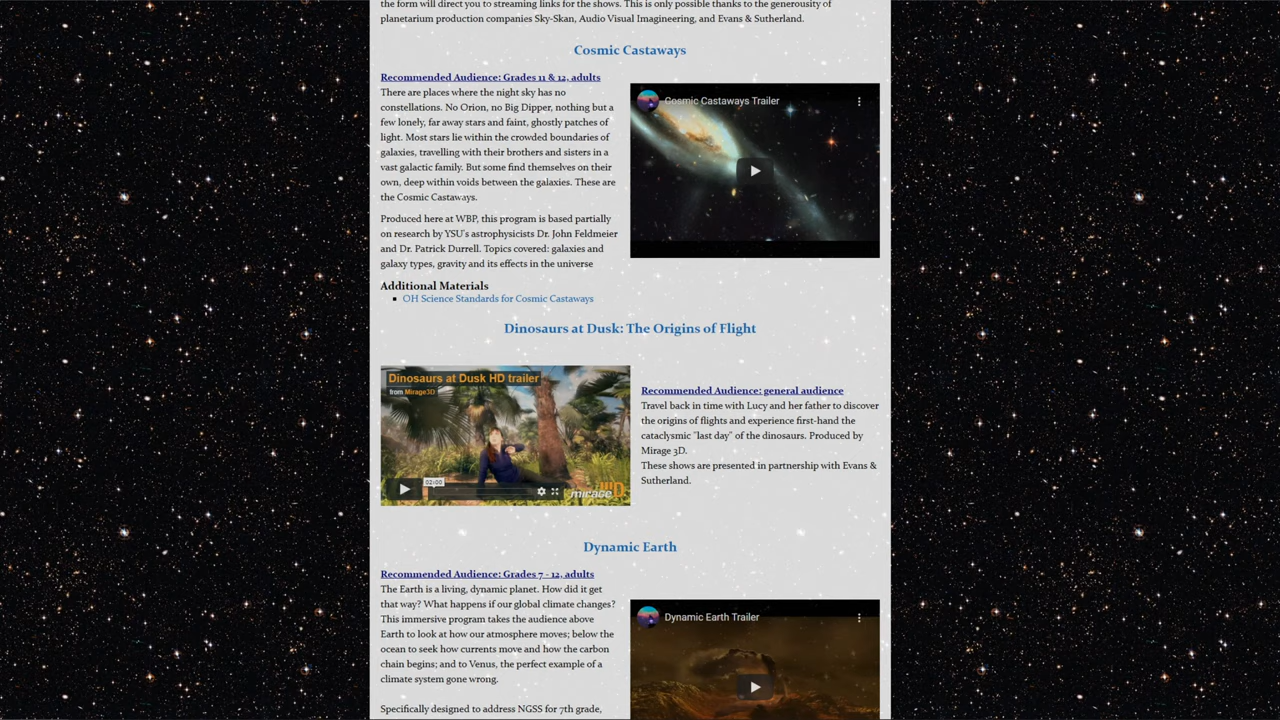 the form will direct you to streaming links for the shows. This is only possible thanks to the generousity of
planetarium production companies Sky-Skan, Audio Visual Imagineering, and Evans & Sutherland.
Cosmic Castaways
Recommended Audience: Grades 11 & 12, adults
There are places where the night sky has no
constellations. No Orion, no Big Dipper, nothing but a
few lonely, far away stars and faint, ghostly patches of
light. Most stars lie within the crowded boundaries of
galaxies, travelling with their brothers and sisters in a
vast galactic family. But some find themselves on their
own, deep within voids between the galaxies. These are
the Cosmic Castaways.
Produced here at WBP, this program is based partially
on research by YSU's astrophysicists Dr. John Feldmeier
and Dr. Patrick Durrell. Topics covered: galaxies and
galaxy types, gravity and its effects in the universe
Cosmic Castaways Trailer
Additional Materials
OH Science Standards for Cosmic Castaways
Dinosaurs at Dusk: The Origins of Flight
Dinosaurs at Dusk HD trailer
from Mirage3D
02:00
mirage3D
Recommended Audience: general audience
Travel back in time with Lucy and her father to discover
the origins of flights and experience first-hand the
cataclysmic "last day" of the dinosaurs. Produced by
Mirage 3D.
These shows are presented in partnership with Evans &
Sutherland.
Dynamic Earth
Recommended Audience: Grades 7 - 12, adults
The Earth is a living, dynamic planet. How did it get
that way? What happens if our global climate changes?
This immersive program takes the audience above
Earth to look at how our atmosphere moves; below the
ocean to seek how currents move and how the carbon
chain begins; and to Venus, the perfect example of a
climate system gone wrong.
Specifically designed to address NGSS for 7th grade,
Dynamic Earth Trailer